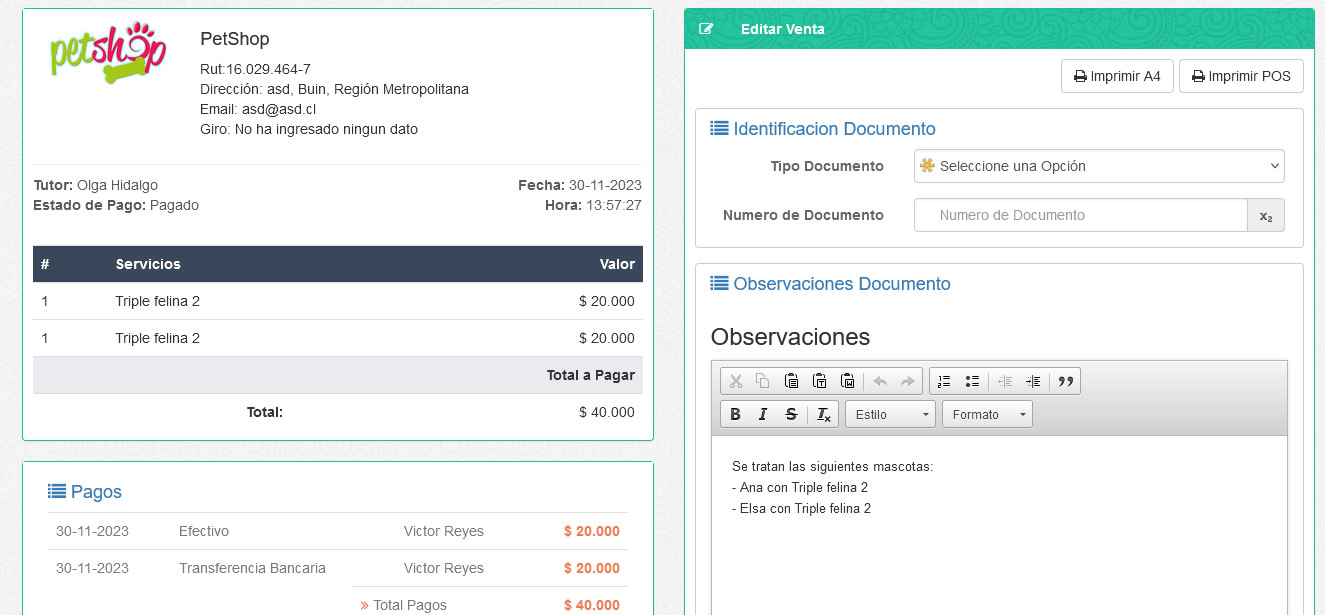 petshop
PetShop
Rut:16.029.464-7
Dirección: asd, Buin, Región Metropolitana
Email: asd@asd.cl
Giro: No ha ingresado ningun dato
Tutor: Olga Hidalgo
Fecha: 30-11-2023
Estado de Pago: Pagado
Hora: 13:57:27
# Servicios Valor
1 Triple felina 2 $ 20.000
1 Triple felina 2 $ 20.000
Total a Pagar
Total: $ 40.000
Pagos
30-11-2023 Efectivo Victor Reyes $ 20.000
30-11-2023 Transferencia Bancaria Victor Reyes $ 20.000
» Total Pagos $ 40.000
Editar Venta
Imprimir A4 Imprimir POS
Identificacion Documento
Tipo Documento Seleccione una Opción
Numero de Documento Numero de Documento x₂
Observaciones Documento
Observaciones
B I S Tx Estilo Formato
Se tratan las siguientes mascotas:
- Ana con Triple felina 2
- Elsa con Triple felina 2